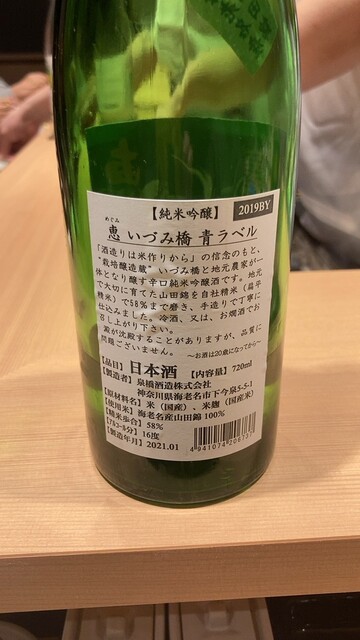 【純米吟醸】 2019BY
めぐみ
恵 いづみ橋 青ラベル
「酒造りは米作りから」の信念のもと、
"栽培醸造蔵"いづみ橋と地元農家が一
体となり醸す辛口純米吟醸酒です。地元
で大切に育てた山田錦を自社精米（扁平
精米）で58%まで磨き、手造りで丁寧に
仕込みました。冷酒、又は、お燗酒でお
召し上がり下さい。
澱が沈むことがありますが、品質に
問題ございません。 〜お酒は20歳になってから〜
【品目】日本酒 【内容量】720ml
【製造者】泉橋酒造株式会社
神奈川県海老名市下今泉5-5-1
【原材料名】米（国産）、米麹（国産米）
【使用米】海老名産山田錦100%
【精米歩合】58%
【ｱﾙｺｰﾙ分】16度
【製造年月】2021.01